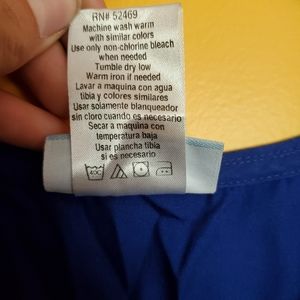 RN# 52469
Machine wash warm
with similar colors
Use only non-chlorine bleach
when needed
Tumble dry low
Warm iron if needed
Lavar a maquina con agua
tibia y colores similares
Usar solamente blanqueador
sin cloro cuando es necesario
Secar a maquina con
temperatura baja
Usar plancha tibia
si es necesario